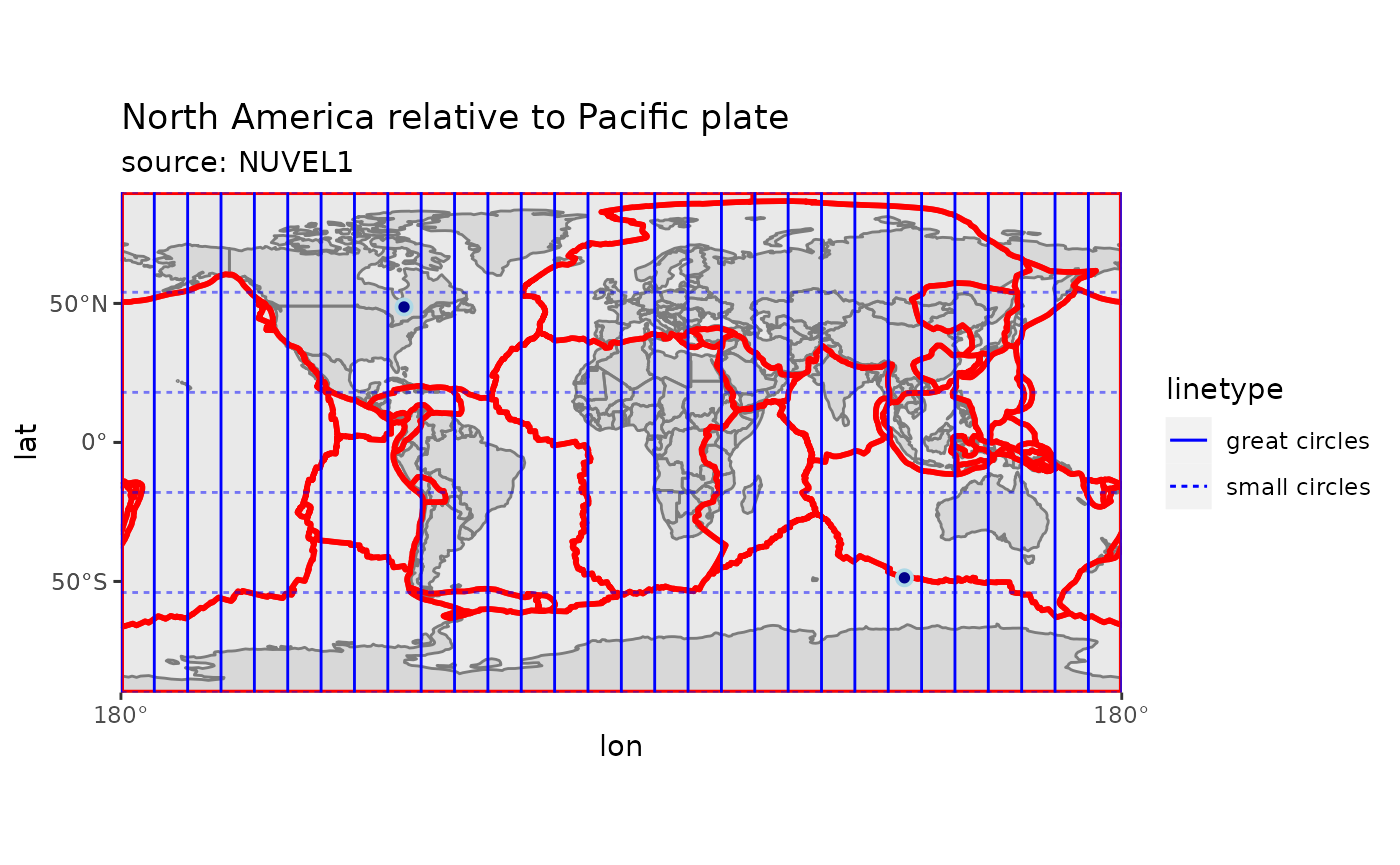 North America relative to Pacific plate
source: NUVEL1
50°N
0°
50°S
lat
180°
180°
lon
linetype
great circles
small circles